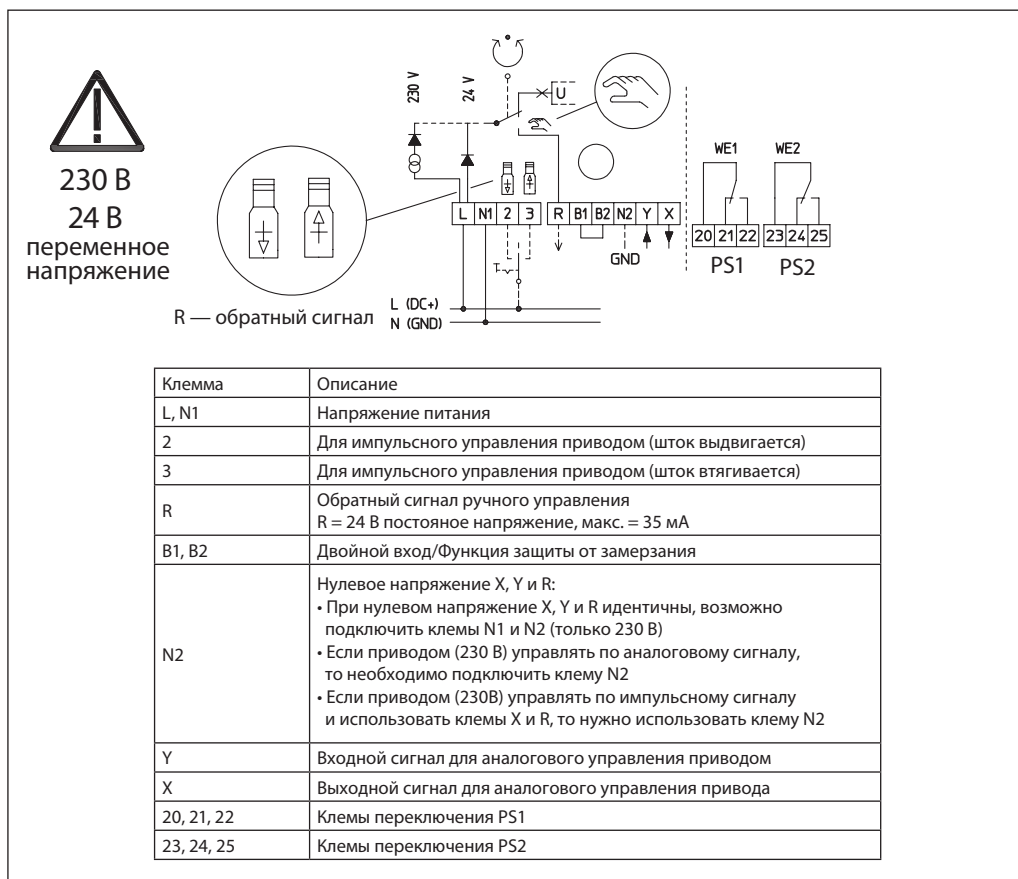 230 В
24 В
переменное
напряжение
230 V
24 V
U
L N1 2 3 R B1 B2 N2 Y X
GND
WE1 WE2
20 21 22 23 24 25
PS1 PS2
R — обратный сигнал
L (DC+)
N (GND)
Клемма Описание
L, N1 Напряжение питания
2 Для импульсного управления приводом (шток выдвигается)
3 Для импульсного управления приводом (шток втягивается)
R Обратный сигнал ручного управления
R = 24 В постояное напряжение, макс. = 35 мА
B1, B2 Двойной вход/Функция защиты от замерзания
N2 Нулевое напряжение X, Y и R:
• При нулевом напряжение X, Y и R идентичны, возможно
подключить клемы N1 и N2 (только 230 В)
• Если приводом (230 В) управлять по аналоговому сигналу,
то необходимо подключить клему N2
• Если приводом (230В) управлять по импульсному сигналу
и использовать клемы X и R, то нужно использовать клему N2
Y Входной сигнал для аналогового управления приводом
X Выходной сигнал для аналогового управления привода
20, 21, 22 Клемы переключения PS1
23, 24, 25 Клемы переключения PS2